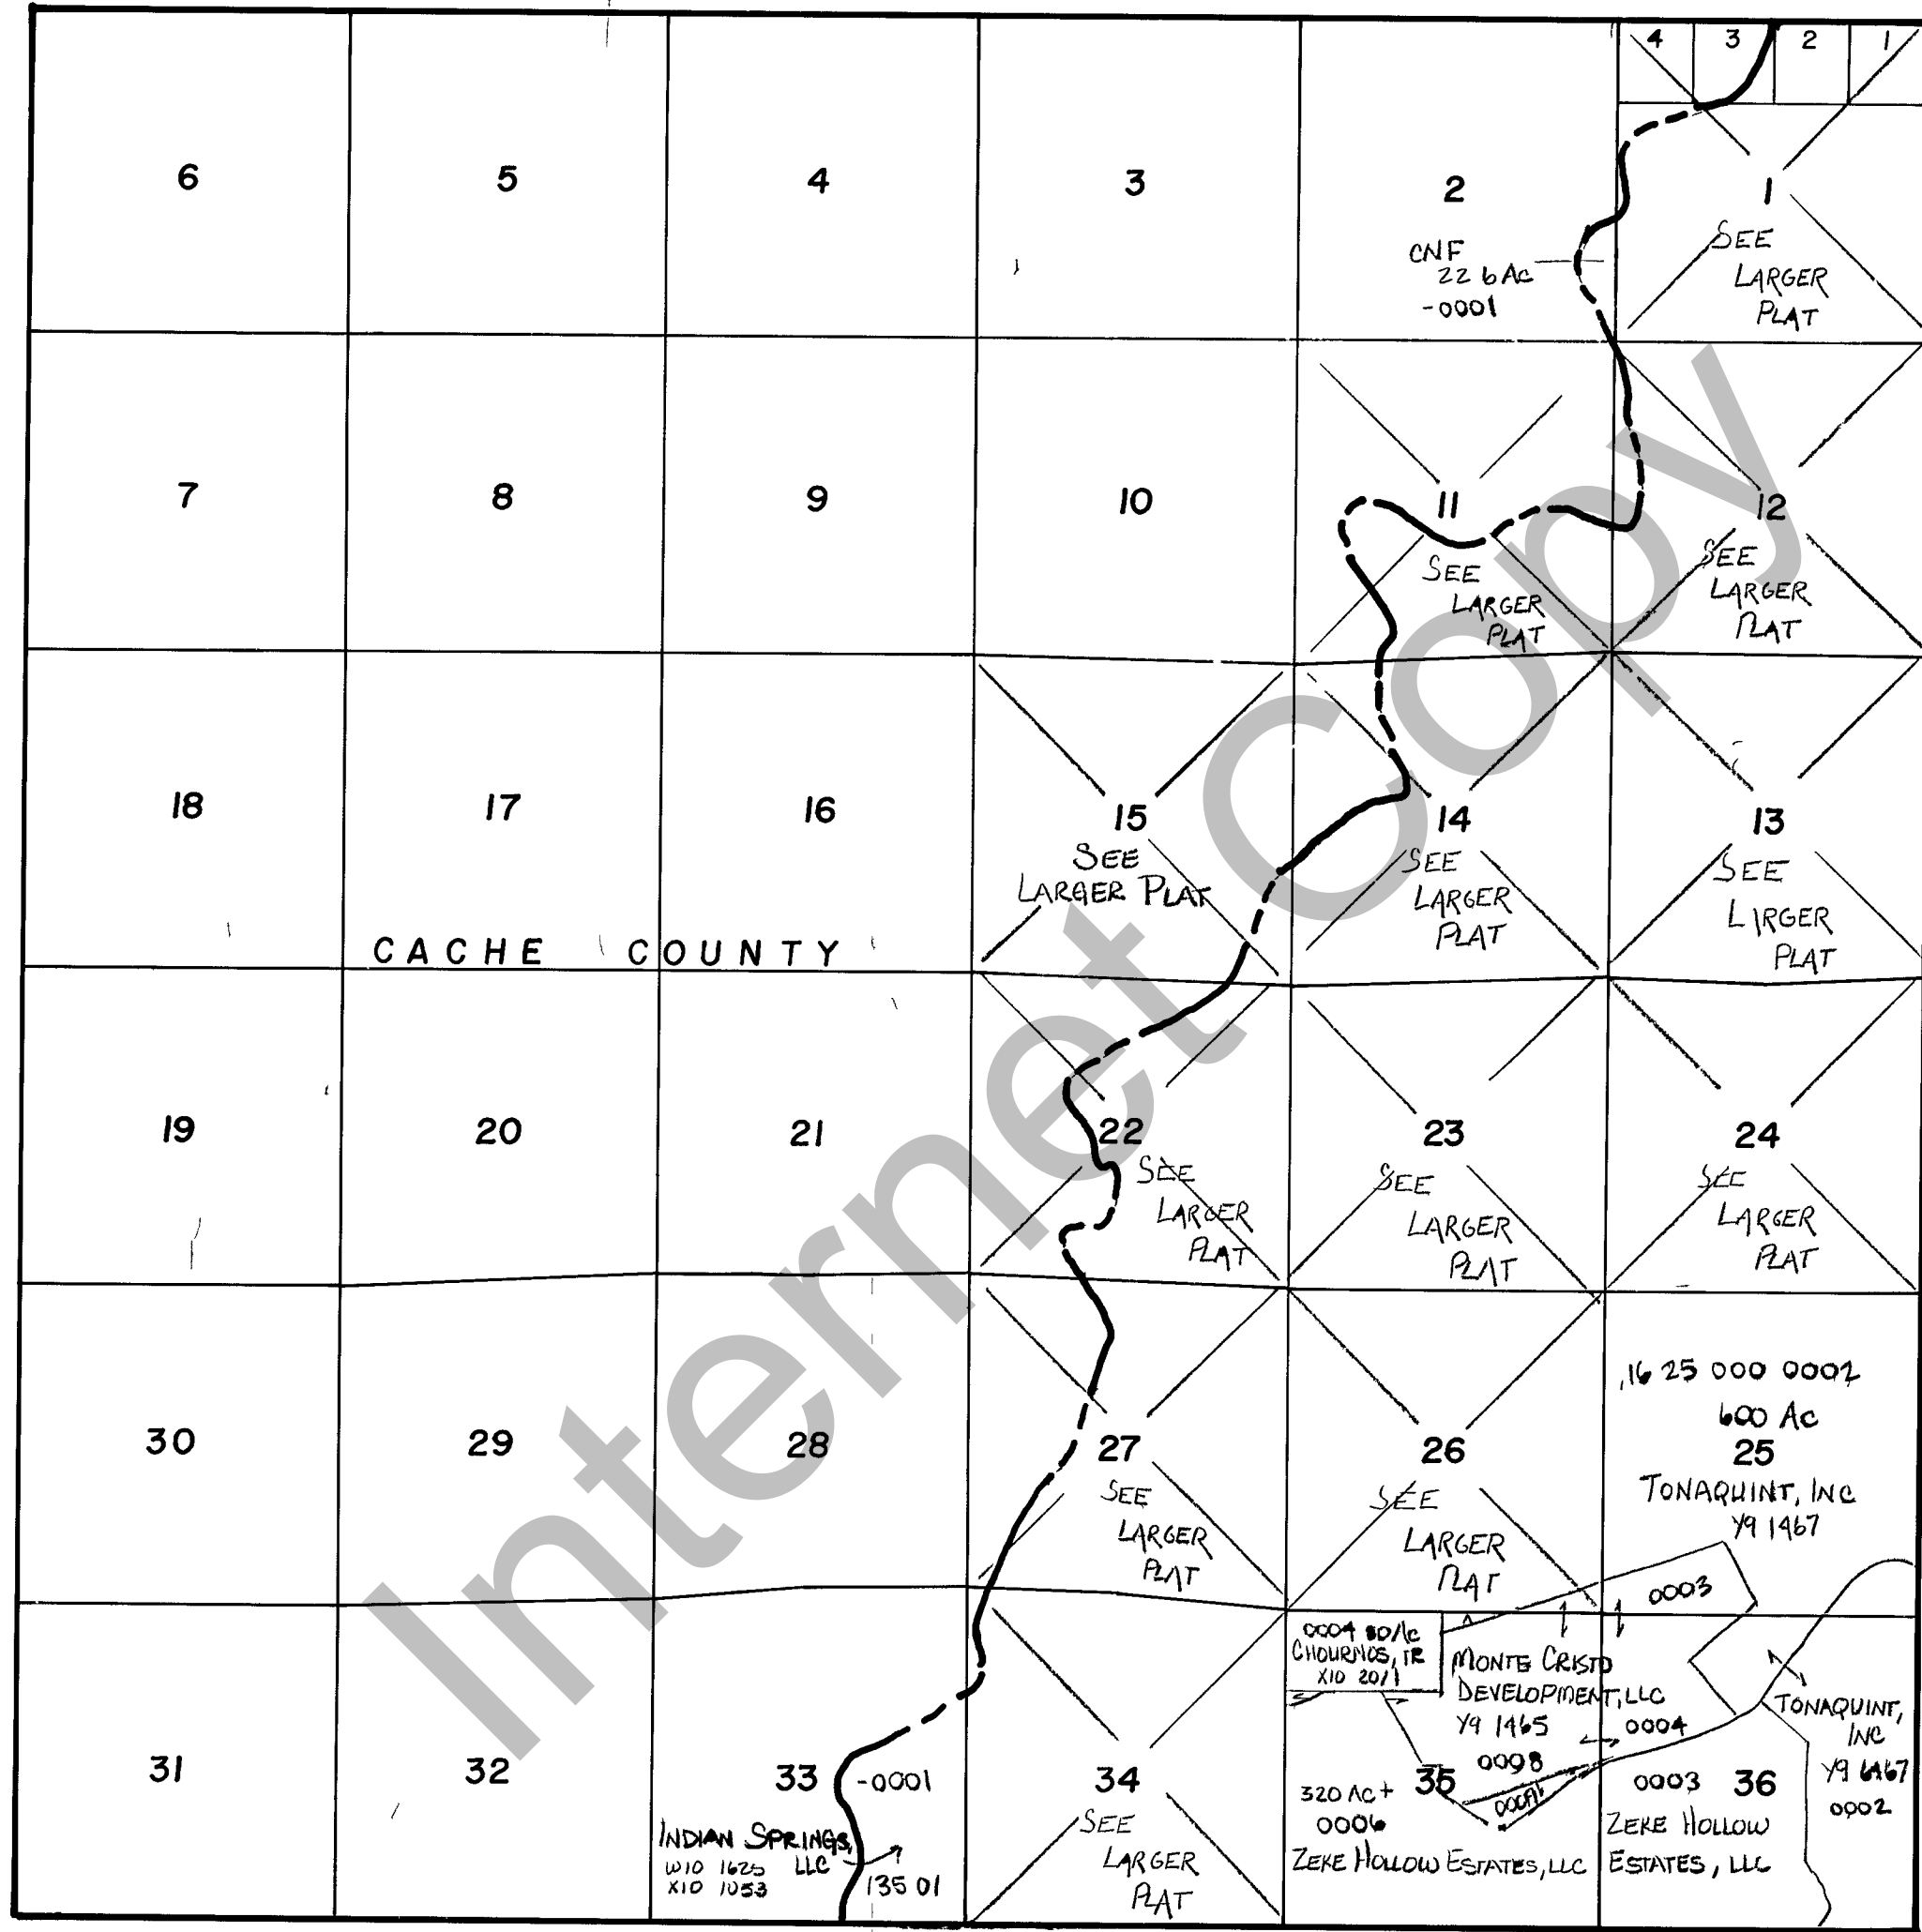 4 3 2 1
6 5 4 3 2 1
CNF
22 6 AC
-0001
SEE
LARGER
PLAT
7 8 9 10 11 12
SEE
LARGER
PLAT
SEE
LARGER
PLAT
18 17 16 15 14 13
SEE
LARGER PLAT
SEE
LARGER
PLAT
SEE
LARGER
PLAT
CACHE COUNTY
19 20 21 22 23 24
SEE
LARGER
PLAT
SEE
LARGER
PLAT
SEE
LARGER
PLAT
30 29 28 27 26 25
SEE
LARGER
PLAT
SEE
LARGER
PLAT
16 25 000 0002
600 AC
TONAQUINT, INC
Y9 1467
0003
31 32 33 34 35 36
-0001
INDIAN SPRINGS,
LLC
W10 1625
X10 1053
135 01
SEE
LARGER
PLAT
0004 80 AC
CHOURNOS, TR
X10 2011
MONTE CRISTO
DEVELOPMENT, LLC
Y9 1465
0008
0004
320 AC +
0006
ZEKE HOLLOW ESTATES, LLC
0003
ZEKE HOLLOW
ESTATES, LLC
TONAQUINT,
INC
0002
Internet Copy